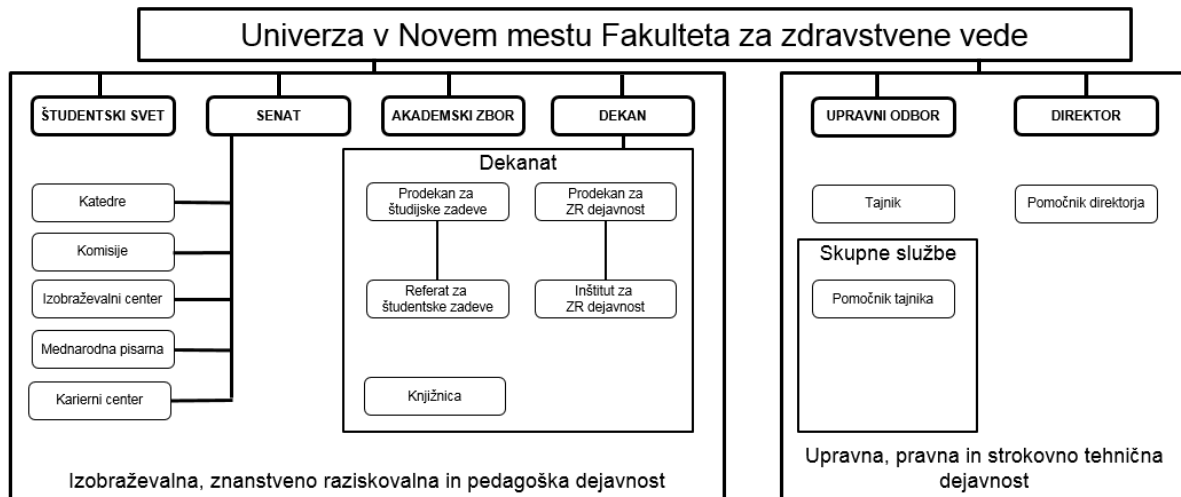 Univerza v Novem mestu Fakulteta za zdravstvene vede
ŠTUDENTSKI SVET
SENAT
AKADEMSKI ZBOR
DEKAN
UPRAVNI ODBOR
DIREKTOR
Dekanat
Katedre
Komisije
Izobraževalni center
Mednarodna pisarna
Karierni center
Prodekan za
študijske zadeve
Prodekan za
ZR dejavnost
Referat za
študentske zadeve
Inštitut za
ZR dejavnost
Knjižnica
Izobraževalna, znanstveno raziskovalna in pedagoška dejavnost
Tajnik
Pomočnik direktorja
Skupne službe
Pomočnik tajnika
Upravna, pravna in strokovno tehnična
dejavnost